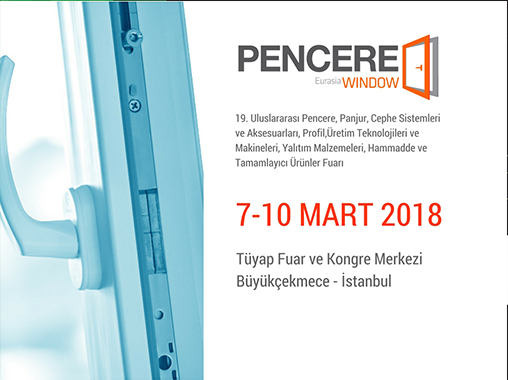 PENCERE
Eurasia WINDOW
19. Uluslararası Pencere, Panjur, Cephe Sistemleri
ve Aksesuarları, Profil,Üretim Teknolojileri ve
Makineleri, Yalıtım Malzemeleri, Hammadde ve
Tamamlayıcı Ürünler Fuarı
7-10 MART 2018
Tüyap Fuar ve Kongre Merkezi
Büyükçekmece - İstanbul